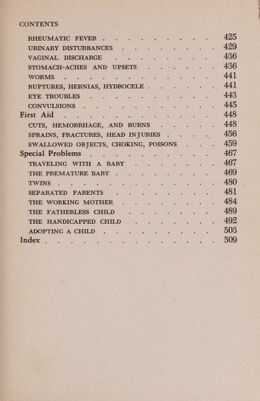 CONTENTS
RHEUMATIC FEVER . . . . . . . . . 425
URINARY DISTURBANCES . . . . . . . 429
VAGINAL DISCHARGE . . . . . . . . 436
STOMACH-ACHES AND UPSETS . . . . . . 436
WORMS . . . . . . . . . . . . 441
RUPTURES, HERNIAS, HYDROCELE . . . . . 441
EYE TROUBLES . . . . . . . . . . 443
CONVULSIONS . . . . . . . . . . 445
First Aid . . . . . . . . . . . . 448
CUTS, HEMORRHAGE, AND BURNS . . . . . 448
SPRAINS, FRACTURES, HEAD INJURIES . . . . 456
SWALLOWED OBJECTS, CHOKING, POISONS . . . 459
Special Problems . . . . . . . . . . 467
TRAVELING WITH A BABY . . . . . . . 467
THE PREMATURE BABY . . . . . . . . 469
TWINS . . . . . . . . . . . . 480
SEPARATED PARENTS . . . . . . . . 481
THE WORKING MOTHER . . . . . . . . 484
THE FATHERLESS CHILD . . . . . . . 489
THE HANDICAPPED CHILD . . . . . . . 492
ADOPTING A CHILD . . . . . . . . . 503
Index . . . . . . . . . . . . . 509